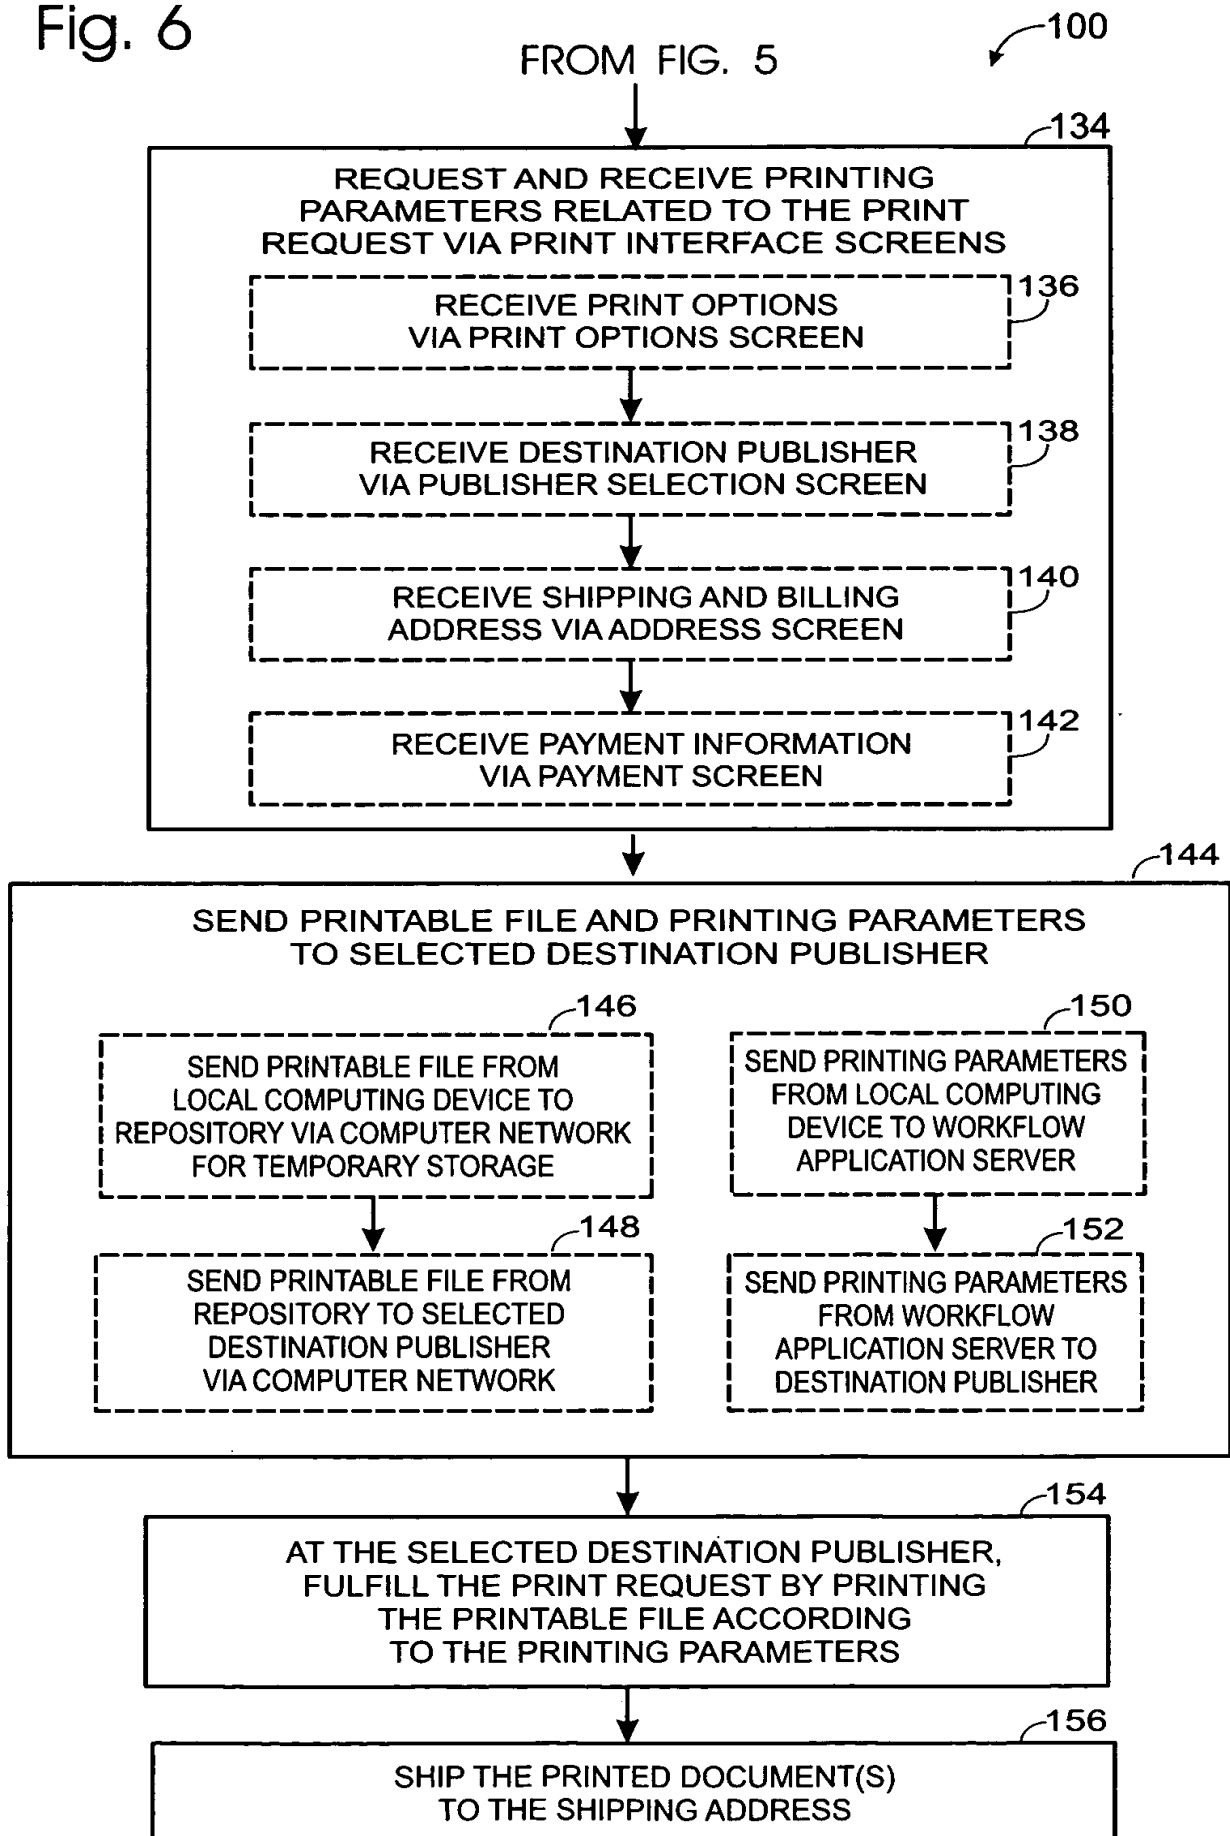 Fig. 6
FROM FIG. 5
100
134
REQUEST AND RECEIVE PRINTING
PARAMETERS RELATED TO THE PRINT
REQUEST VIA PRINT INTERFACE SCREENS
136
RECEIVE PRINT OPTIONS
VIA PRINT OPTIONS SCREEN
138
RECEIVE DESTINATION PUBLISHER
VIA PUBLISHER SELECTION SCREEN
140
RECEIVE SHIPPING AND BILLING
ADDRESS VIA ADDRESS SCREEN
142
RECEIVE PAYMENT INFORMATION
VIA PAYMENT SCREEN
144
SEND PRINTABLE FILE AND PRINTING PARAMETERS
TO SELECTED DESTINATION PUBLISHER
146
SEND PRINTABLE FILE FROM
LOCAL COMPUTING DEVICE TO
REPOSITORY VIA COMPUTER NETWORK
FOR TEMPORARY STORAGE
148
SEND PRINTABLE FILE FROM
REPOSITORY TO SELECTED
DESTINATION PUBLISHER
VIA COMPUTER NETWORK
150
SEND PRINTING PARAMETERS
FROM LOCAL COMPUTING
DEVICE TO WORKFLOW
APPLICATION SERVER
152
SEND PRINTING PARAMETERS
FROM WORKFLOW
APPLICATION SERVER TO
DESTINATION PUBLISHER
154
AT THE SELECTED DESTINATION PUBLISHER,
FULFILL THE PRINT REQUEST BY PRINTING
THE PRINTABLE FILE ACCORDING
TO THE PRINTING PARAMETERS
156
SHIP THE PRINTED DOCUMENT(S)
TO THE SHIPPING ADDRESS